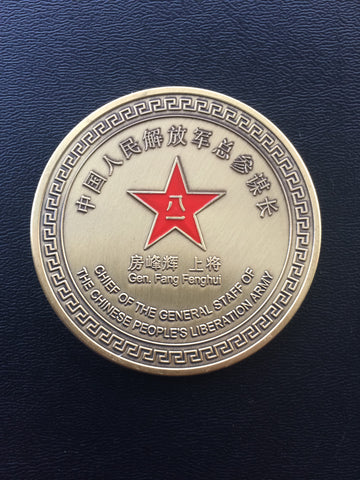 中国人民解放军总参谋长
八一
房峰辉 上将
Gen. Fang Fenghui
CHIEF OF THE GENERAL STAFF OF
THE CHINESE PEOPLE'S LIBERATION ARMY